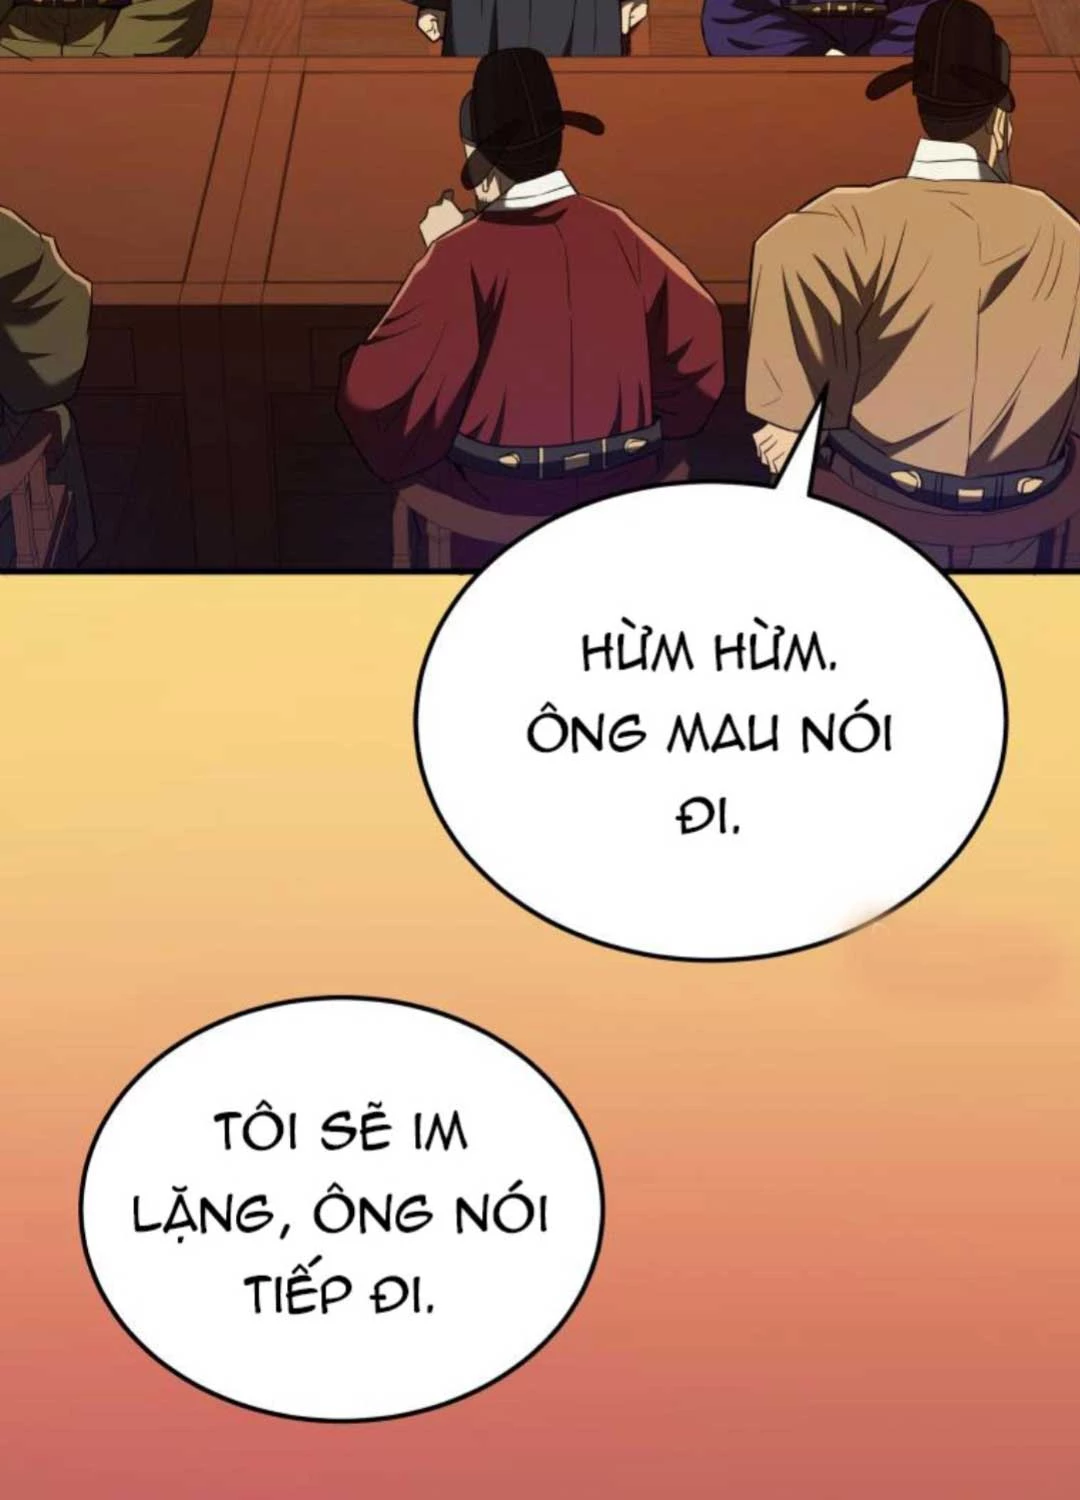 HỪM HỪM.
ÔNG MAU NÓI
ĐI.
TÔI SẼ IM
LẶNG, ÔNG NÓI
TIẾP ĐI.